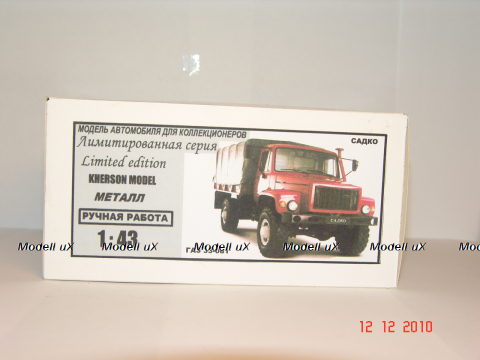 МОДЕЛЬ АВТОМОБИЛЯ ДЛЯ КОЛЛЕКЦИОНЕРОВ
Лимитированная серия
САДКО
Limited edition
KHERSON MODEL
МЕТАЛЛ
РУЧНАЯ РАБОТА
1:43
Modell uX Modell uX Modell uX Modell uX Modell uX
12 12 2010